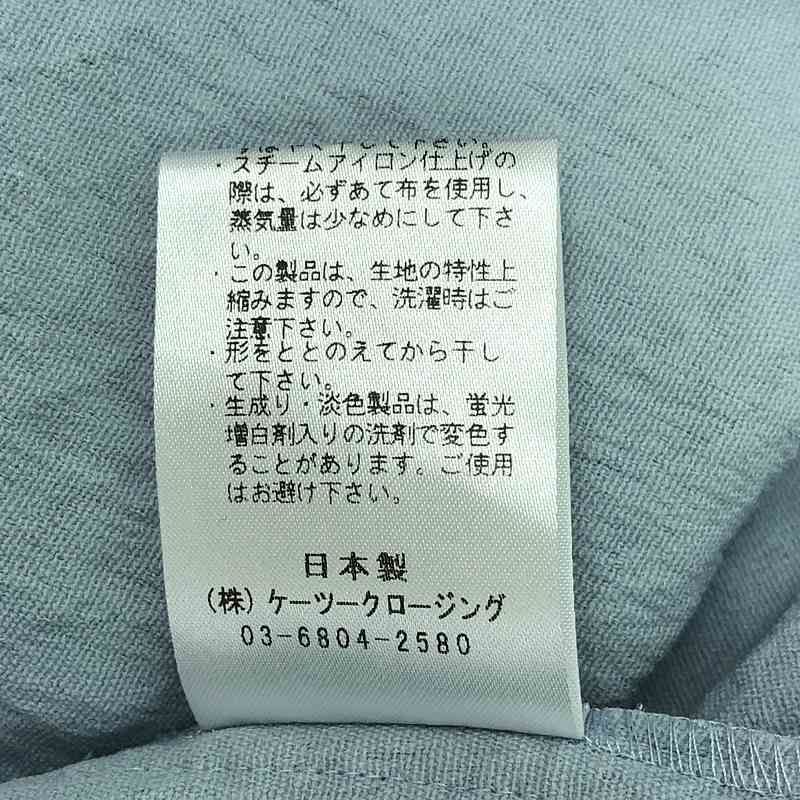 ・スチームアイロン仕上げの
際は、必ずあて布を使用し、
蒸気量は少なめにして下さ
い。
・この製品は、生地の特性上
縮みますので、洗濯時はご
注意下さい。
・形をととのえてから干し
て下さい。
・生成り・淡色製品は、蛍光
増白剤入りの洗剤で変色す
ることがあります。ご使用
はお避け下さい。
日本製
(株)ケーツークロージング
03-6804-2580